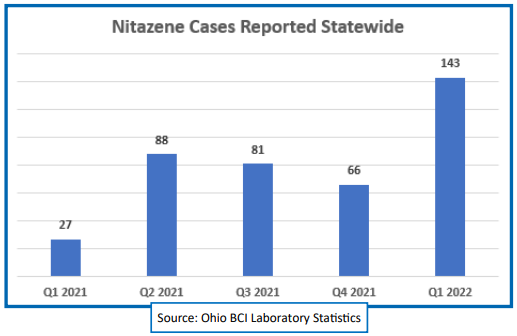 Nitazene Cases Reported Statewide
143
88
81
66
27
Q1 2021 Q2 2021 Q3 2021 Q4 2021 Q1 2022
Source: Ohio BCI Laboratory Statistics